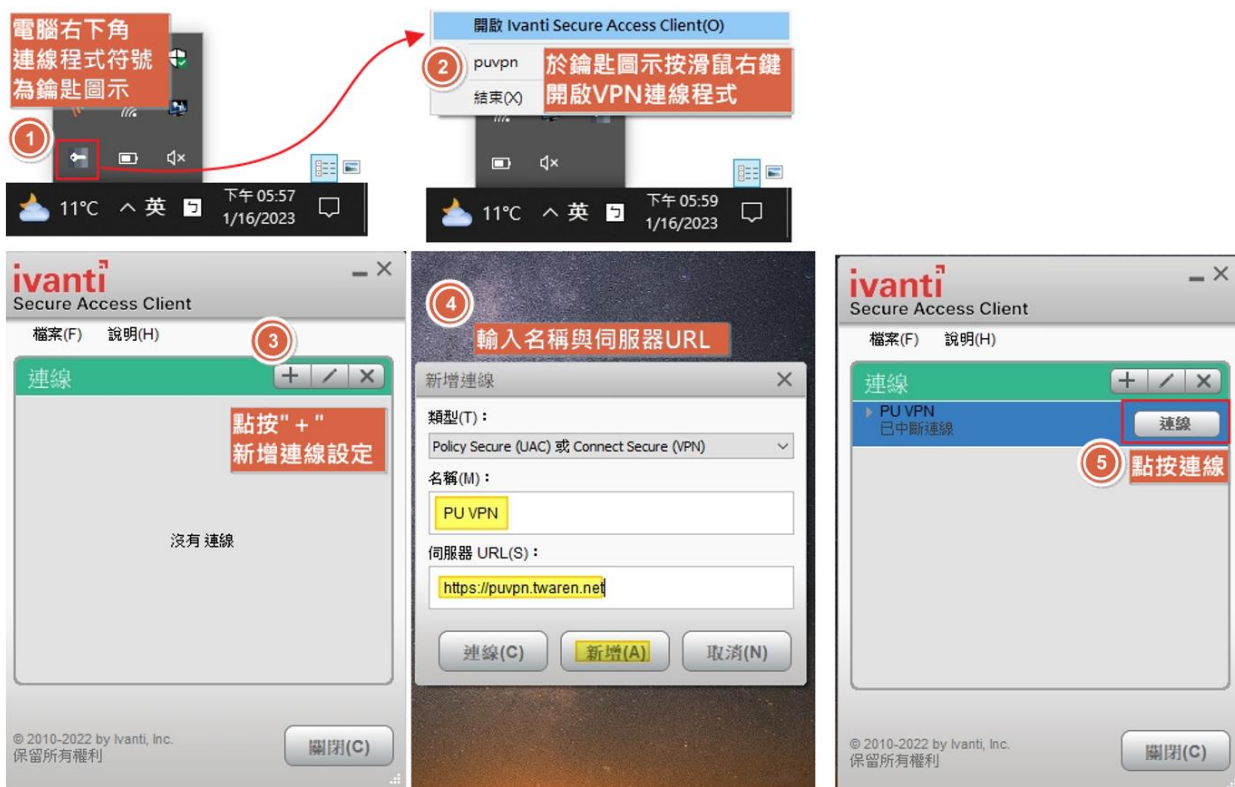 電腦右下角
連線程式符號
為鑰匙圖示
1
11°C
英
ㄅ
下午 05:57
1/16/2023
開啟 Ivanti Secure Access Client(O)
puvpn
結束(X)
2
於鑰匙圖示按滑鼠右鍵
開啟VPN連線程式
11°C
英
ㄅ
下午 05:59
1/16/2023
ivanti
Secure Access Client
檔案(F) 說明(H)
3
連線
點按" + "
新增連線設定
沒有 連線
© 2010-2022 by Ivanti, Inc.
保留所有權利
關閉(C)
4
輸入名稱與伺服器URL
新增連線
類型(T)：
Policy Secure (UAC) 或 Connect Secure (VPN)
名稱(M)：
PU VPN
伺服器 URL(S)：
https://puvpn.twaren.net
連線(C) 新增(A) 取消(N)
ivanti
Secure Access Client
檔案(F) 說明(H)
連線
PU VPN
已中斷連線
連線
5
點按連線
© 2010-2022 by Ivanti, Inc.
保留所有權利
關閉(C)